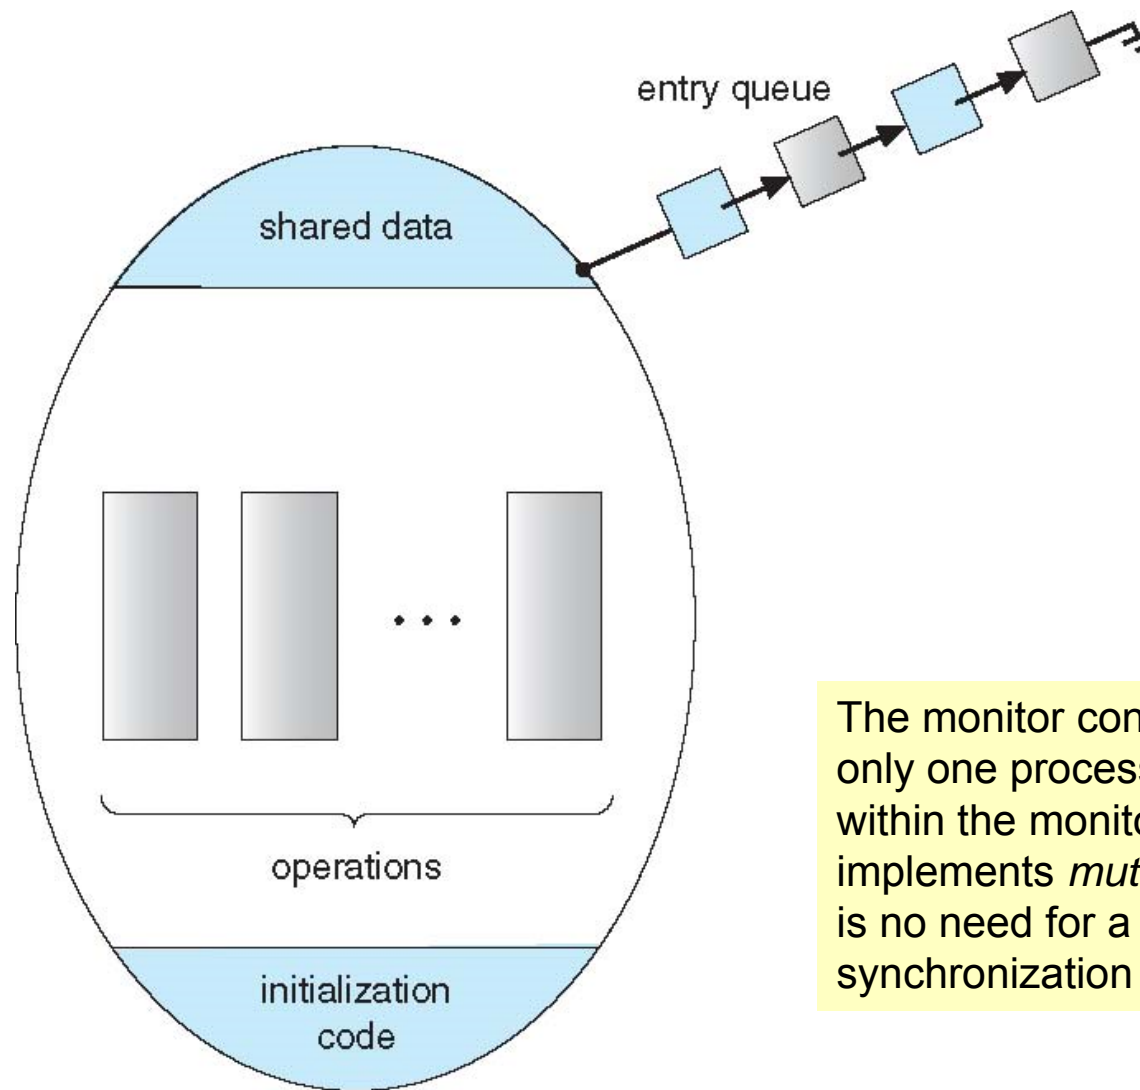 entry queue
shared data
. . .
operations
initialization
code
The monitor con
only one process
within the monito
implements mut
is no need for a
synchronization